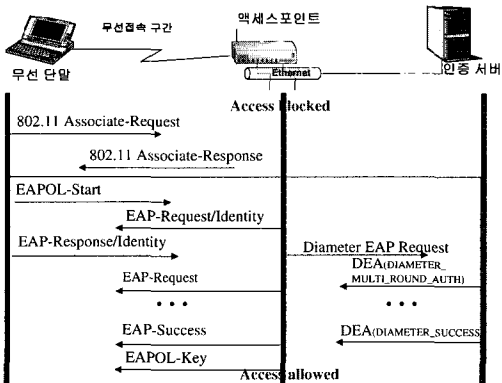 무선접속 구간
액세스포인트
무선 단말
Ethernet
인증 서버
Access blocked
802.11 Associate-Request
802.11 Associate-Response
EAPOL-Start
EAP-Request/Identity
EAP-Response/Identity
Diameter EAP Request
EAP-Request
DEA(DIAMETER_
MULTI_ROUND_AUTH)
• • •
• • •
EAP-Success
DEA(DIAMETER_SUCCESS
EAPOL-Key
Access allowed